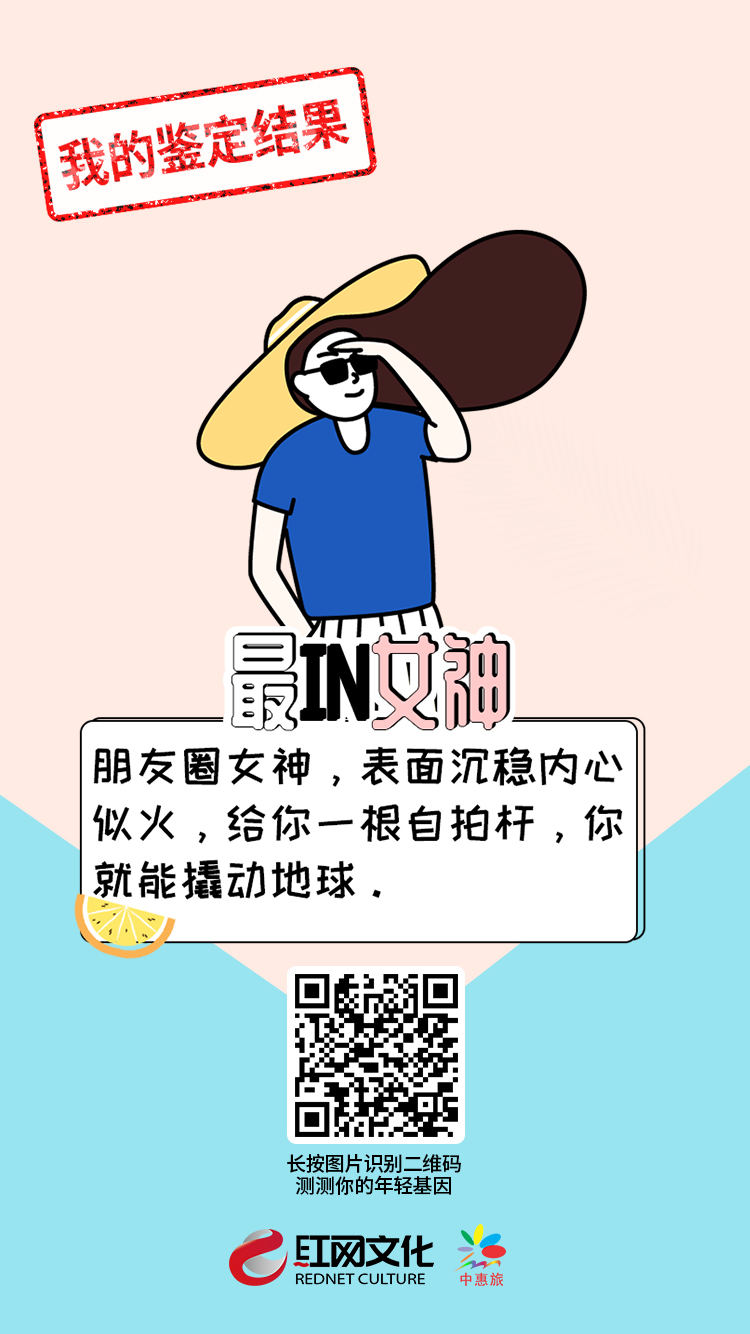 我的鉴定结果
最IN女神
朋友圈女神，表面沉稳内心
似火，给你一根自拍杆，你
就能撬动地球．
长按图片识别二维码
测测你的年轻基因
红网文化
REDNET CULTURE
中惠旅